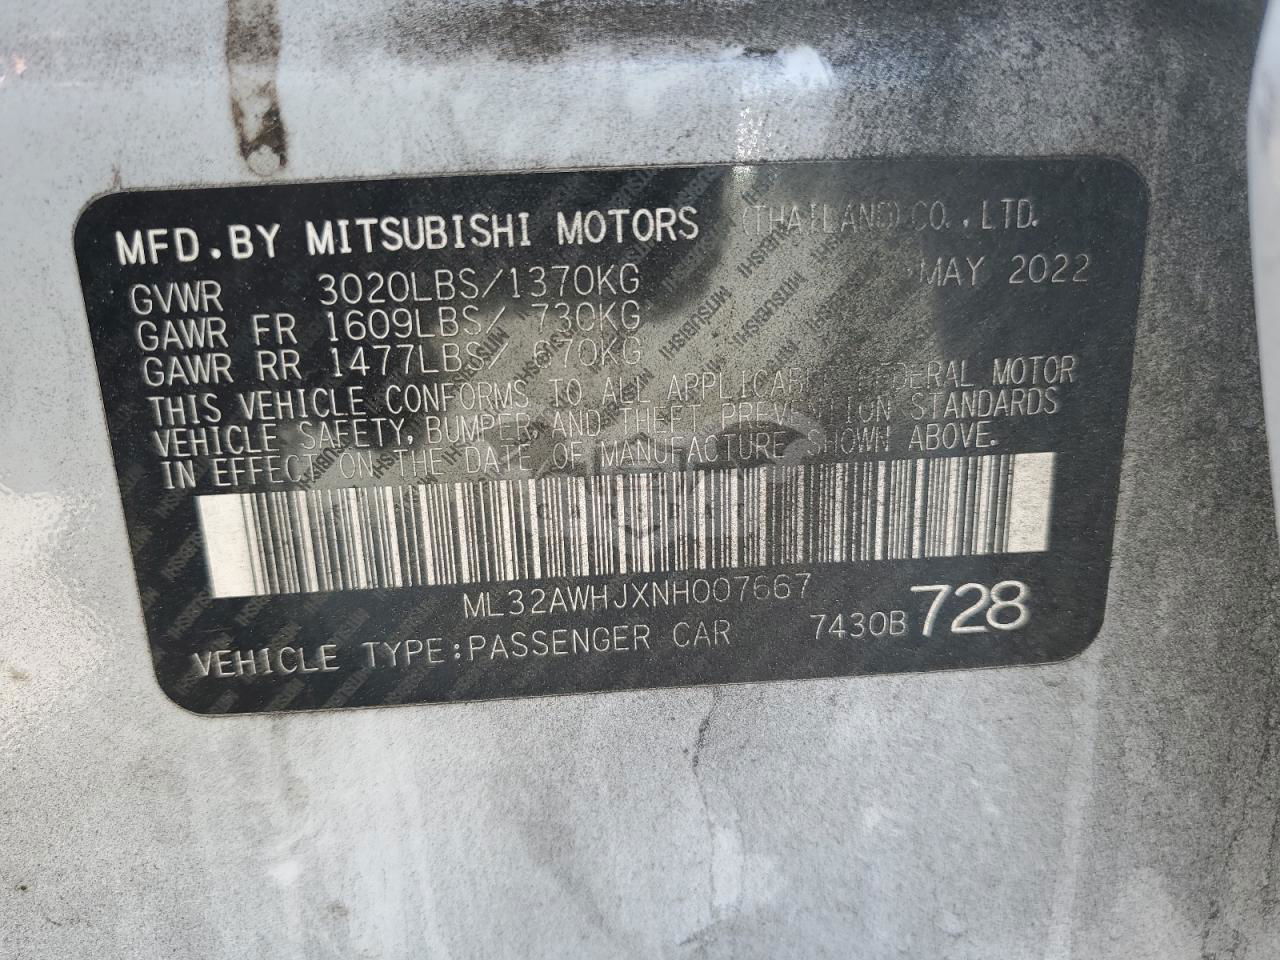 MFD.BY MITSUBISHI MOTORS (THAILAND) CO.,LTD.
GVWR 3020LBS/1370KG MAY 2022
GAWR FR 1609LBS/ 730KG
GAWR RR 1477LBS/ 670KG
THIS VEHICLE CONFORMS TO ALL APPLICABLE FEDERAL MOTOR
VEHICLE SAFETY, BUMPER AND THEFT PREVENTION STANDARDS
IN EFFECT ON THE DATE OF MANUFACTURE SHOWN ABOVE.
ML32AWHJXNH007667
7430B 728
VEHICLE TYPE:PASSENGER CAR